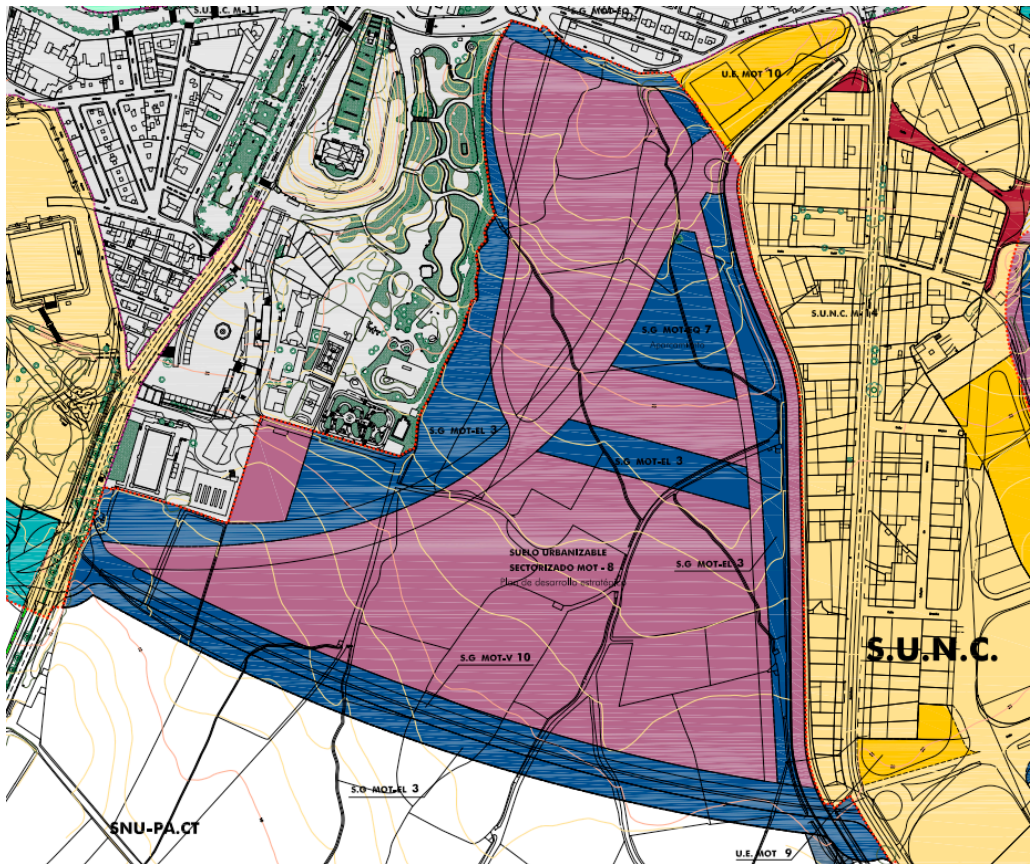 S.U.N.C. M-11
S.G MOT-EQ 7
U.E. MOT 10
S.U.N.C. M-14
S.G MOT-EQ 7
S.G MOT-EL 3
S.G MOT-EL 3
SUELO URBANIZABLE
SECTORIZADO MOT - 8
Plan de desarrollo estratégico
S.G MOT-EL 3
S.U.N.C.
S.G MOT-V 10
S.G MOT-EL 3
SNU-PA.CT
U.E. MOT 9